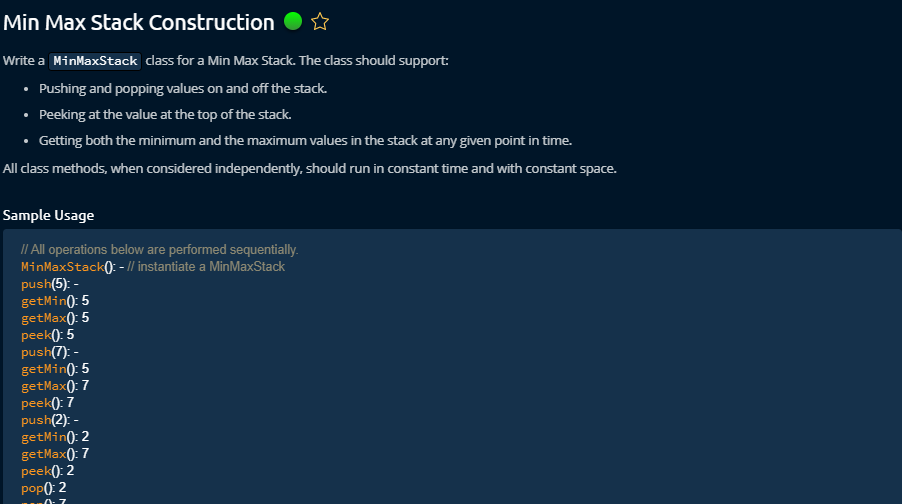 Min Max Stack Construction
Write a MinMaxStack class for a Min Max Stack. The class should support:
• Pushing and popping values on and off the stack.
• Peeking at the value at the top of the stack.
• Getting both the minimum and the maximum values in the stack at any given point in time.
All class methods, when considered independently, should run in constant time and with constant space.
Sample Usage
// All operations below are performed sequentially.
MinMaxStack(): - // instantiate a MinMaxStack
push(5): -
getMin(): 5
getMax(): 5
peek(): 5
push(7): -
getMin(): 5
getMax(): 7
peek(): 7
push(2): -
getMin(): 2
getMax(): 7
peek(): 2
pop(): 2